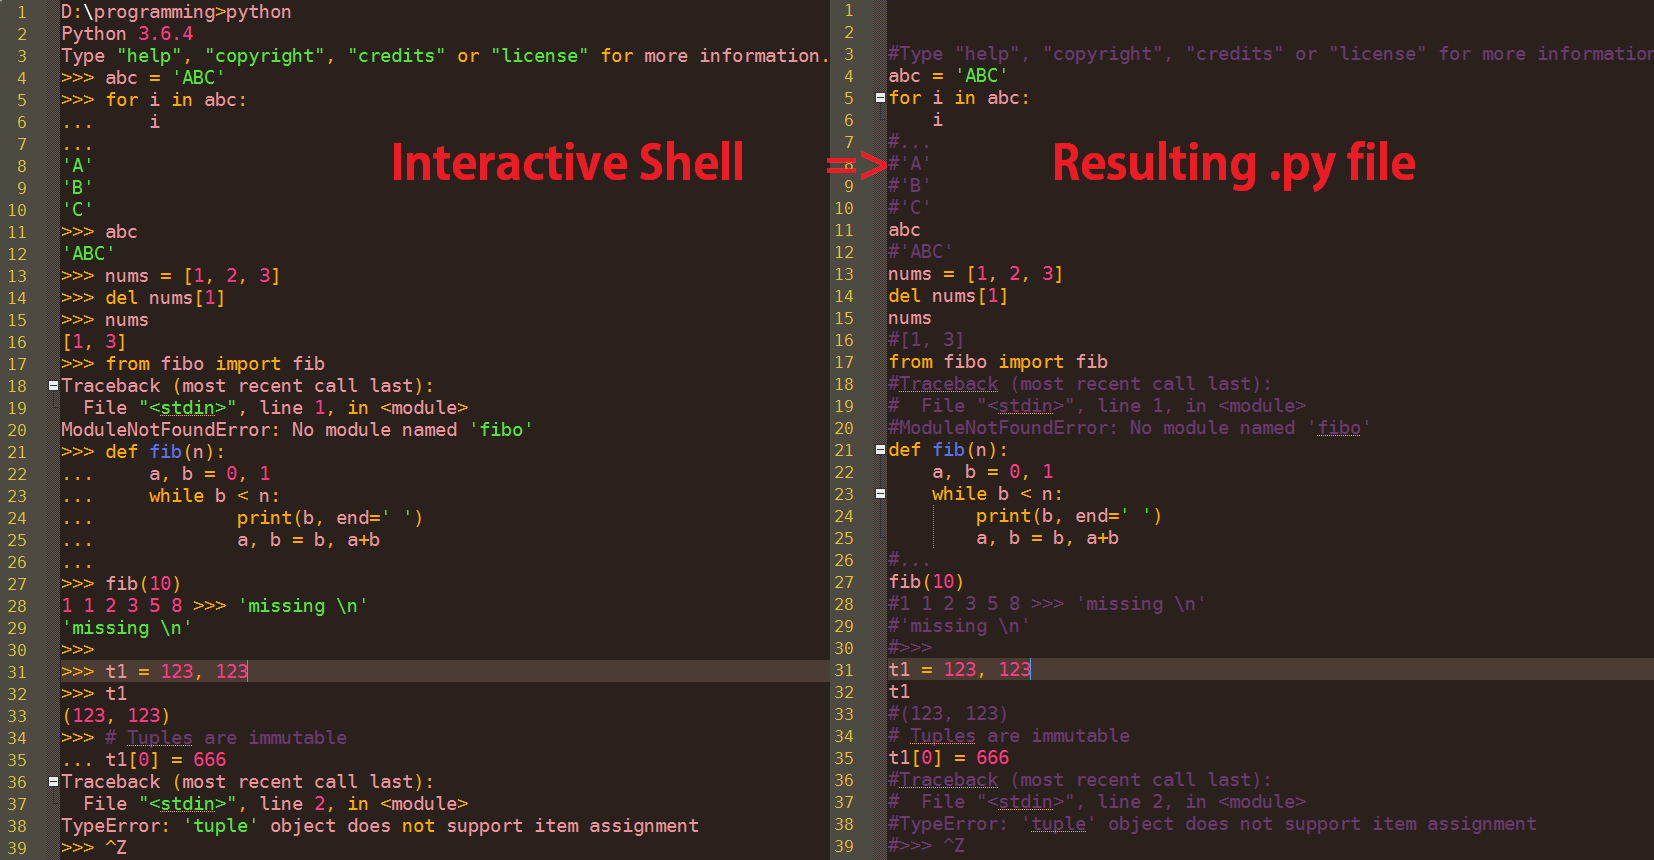 1 D:\programming>python
2 Python 3.6.4
3 Type "help", "copyright", "credits" or "license" for more information.
4 >>> abc = 'ABC'
5 >>> for i in abc:
6 ...     i
7 ...
8 'A'
9 'B'
10 'C'
11 >>> abc
12 'ABC'
13 >>> nums = [1, 2, 3]
14 >>> del nums[1]
15 >>> nums
16 [1, 3]
17 >>> from fibo import fib
18 Traceback (most recent call last):
19   File "<stdin>", line 1, in <module>
20 ModuleNotFoundError: No module named 'fibo'
21 >>> def fib(n):
22 ...     a, b = 0, 1
23 ...     while b < n:
24 ...             print(b, end=' ')
25 ...             a, b = b, a+b
26 ...
27 >>> fib(10)
28 1 1 2 3 5 8 >>> 'missing \n'
29 'missing \n'
30 >>>
31 >>> t1 = 123, 123
32 >>> t1
33 (123, 123)
34 >>> # Tuples are immutable
35 ... t1[0] = 666
36 Traceback (most recent call last):
37   File "<stdin>", line 2, in <module>
38 TypeError: 'tuple' object does not support item assignment
39 >>> ^Z
Interactive Shell => Resulting .py file
1
2
3 #Type "help", "copyright", "credits" or "license" for more information
4 abc = 'ABC'
5 for i in abc:
6     i
7 #...
8 #'A'
9 #'B'
10 #'C'
11 abc
12 #'ABC'
13 nums = [1, 2, 3]
14 del nums[1]
15 nums
16 #[1, 3]
17 from fibo import fib
18 #Traceback (most recent call last):
19 #  File "<stdin>", line 1, in <module>
20 #ModuleNotFoundError: No module named 'fibo'
21 def fib(n):
22     a, b = 0, 1
23     while b < n:
24         print(b, end=' ')
25         a, b = b, a+b
26 #...
27 fib(10)
28 #1 1 2 3 5 8 >>> 'missing \n'
29 #'missing \n'
30 #>>>
31 t1 = 123, 123
32 t1
33 #(123, 123)
34 # Tuples are immutable
35 t1[0] = 666
36 #Traceback (most recent call last):
37 #  File "<stdin>", line 2, in <module>
38 #TypeError: 'tuple' object does not support item assignment
39 #>>> ^Z